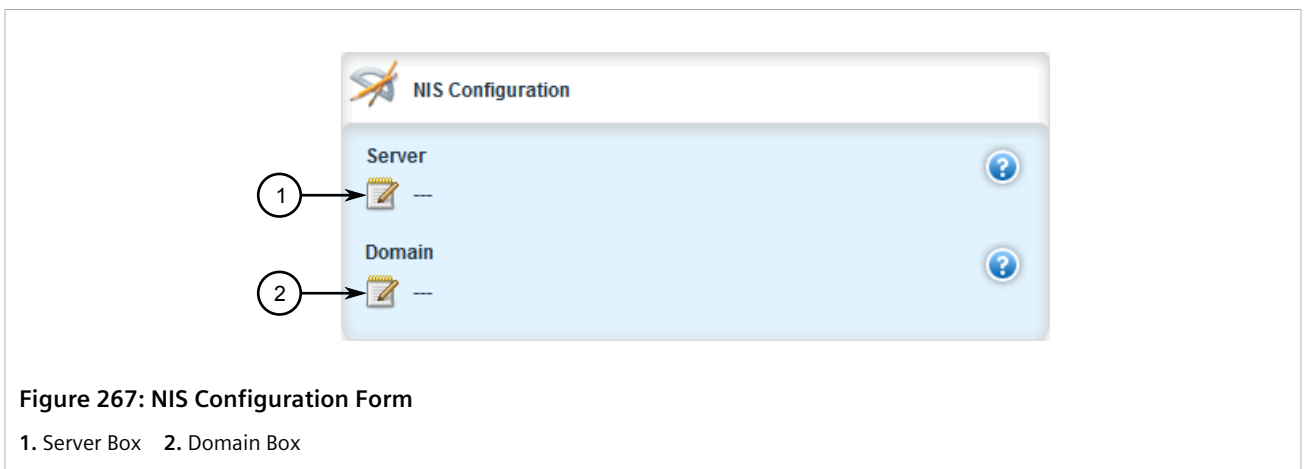 NIS Configuration
Server
1
---
Domain
2
---
Figure 267: NIS Configuration Form
1. Server Box 2. Domain Box